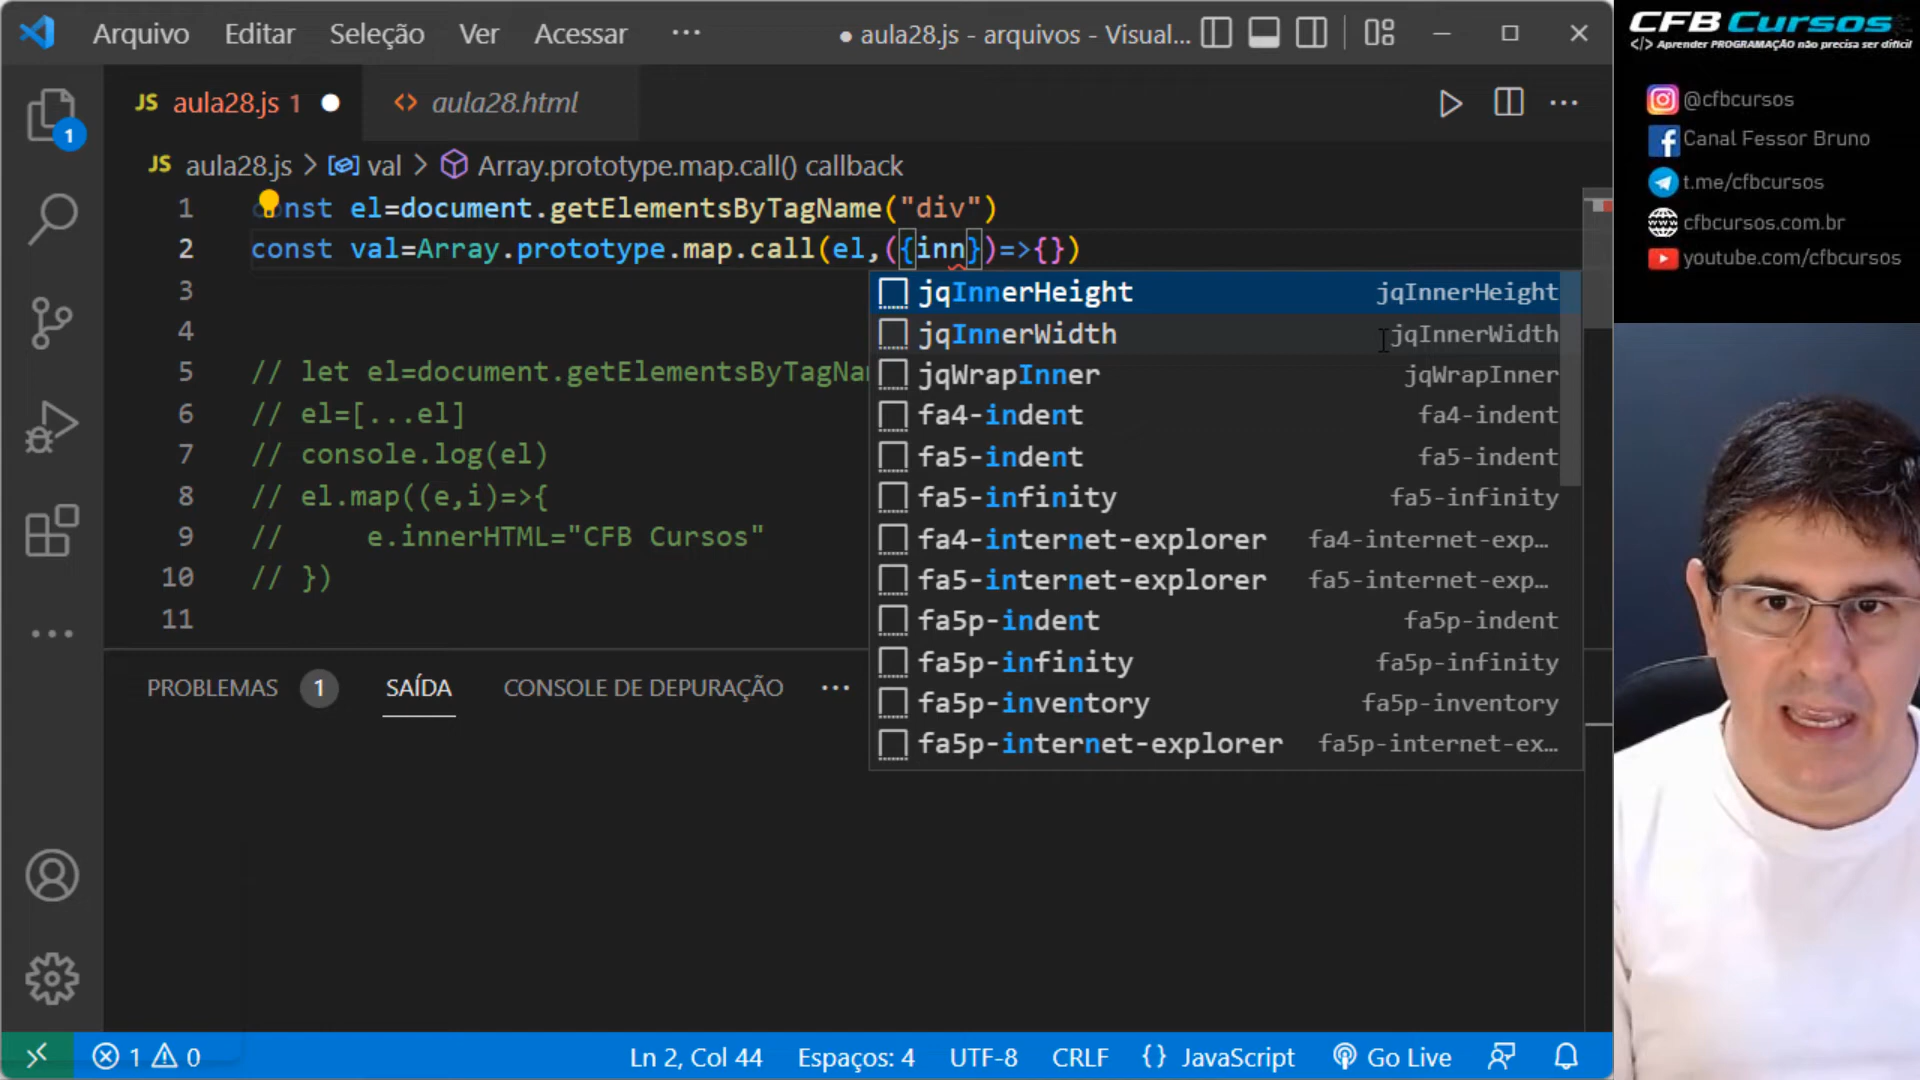 Arquivo Editar Seleção Ver Acessar ··· ● aula28.js - arquivos - Visual...
JS aula28.js 1 ● <> aula28.html
JS aula28.js > val > Array.prototype.map.call() callback
1 const el=document.getElementsByTagName("div")
2 const val=Array.prototype.map.call(el,({inn})=>{})
3
4
5 // let el=document.getElementsByTagNa
6 // el=[...el]
7 // console.log(el)
8 // el.map((e,i)=>{
9 //     e.innerHTML="CFB Cursos"
10 // })
11
jqInnerHeight jqInnerHeight
jqInnerWidth jqInnerWidth
jqWrapInner jqWrapInner
fa4-indent fa4-indent
fa5-indent fa5-indent
fa5-infinity fa5-infinity
fa4-internet-explorer fa4-internet-exp...
fa5-internet-explorer fa5-internet-exp...
fa5p-indent fa5p-indent
fa5p-infinity fa5p-infinity
fa5p-inventory fa5p-inventory
fa5p-internet-explorer fa5p-internet-ex...
PROBLEMAS 1 SAÍDA CONSOLE DE DEPURAÇÃO ···
1 0 Ln 2, Col 44 Espaços: 4 UTF-8 CRLF {} JavaScript Go Live
1
CFB Cursos
</> Aprender PROGRAMAÇÃO não precisa ser difícil
@cfbcursos
Canal Fessor Bruno
t.me/cfbcursos
cfbcursos.com.br
youtube.com/cfbcursos